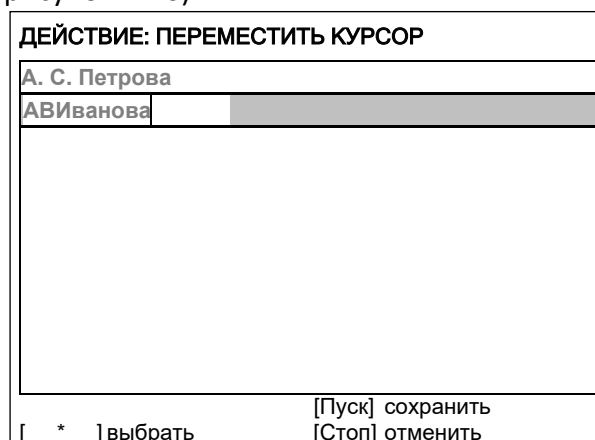 ДЕЙСТВИЕ: ПЕРЕМЕСТИТЬ КУРСОР
А. С. Петрова
АВИванова
[Пуск] сохранить
[ * ] выбрать [Стоп] отменить